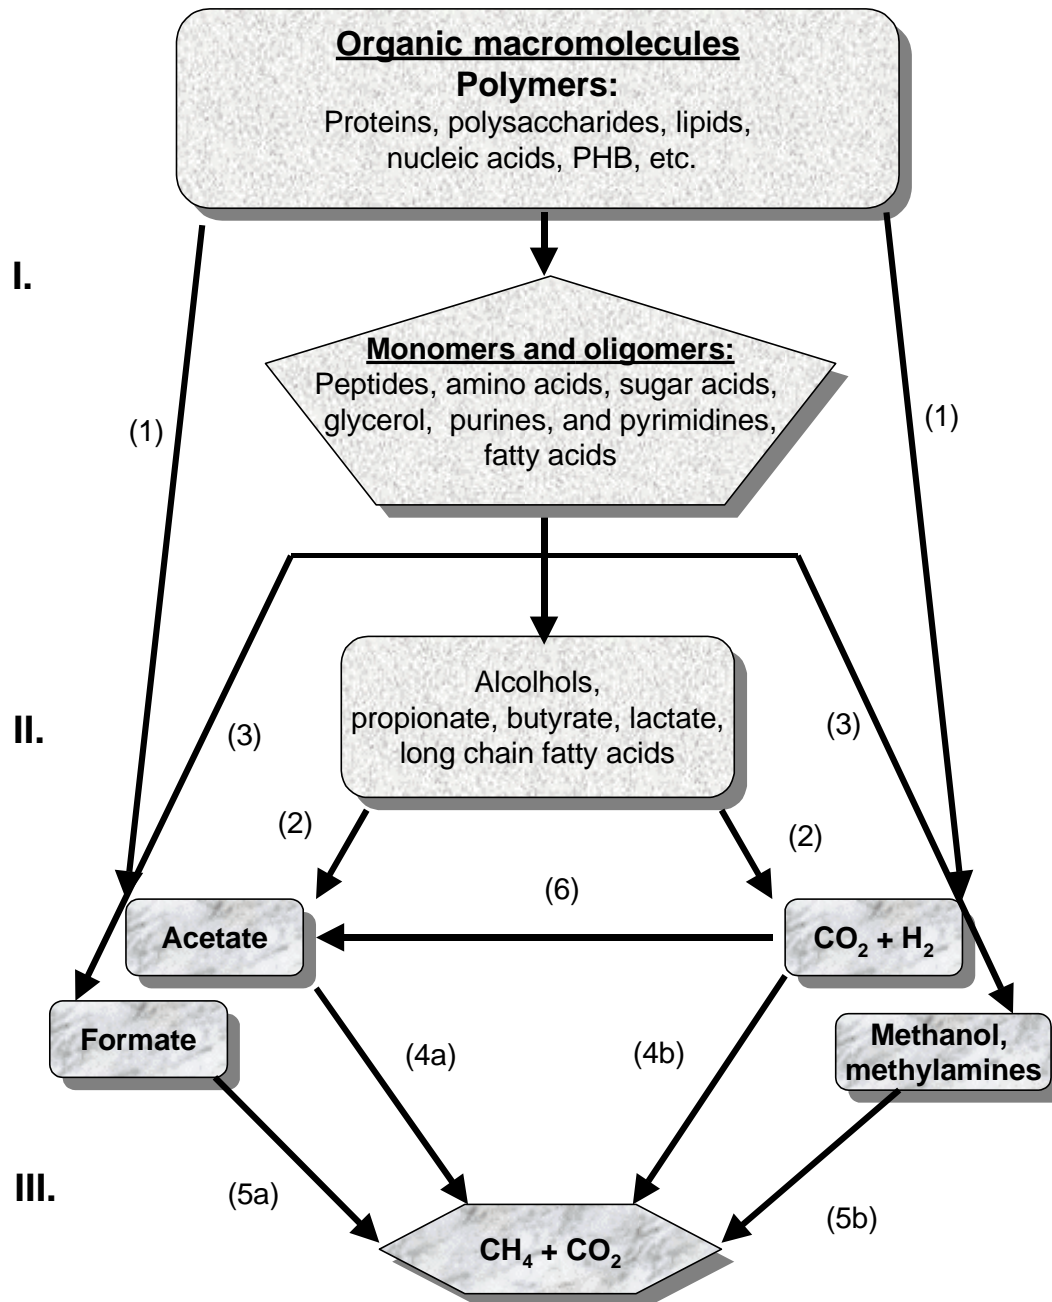 Organic macromolecules
Polymers:
Proteins, polysaccharides, lipids,
nucleic acids, PHB, etc.
I.
Monomers and oligomers:
Peptides, amino acids, sugar acids,
glycerol, purines, and pyrimidines,
fatty acids
(1)
(1)
Alcolhols,
propionate, butyrate, lactate,
long chain fatty acids
II.
(3)
(3)
(2)
(2)
(6)
Acetate
CO₂ + H₂
Formate
Methanol,
methylamines
(4a)
(4b)
III.
(5a)
(5b)
CH₄ + CO₂